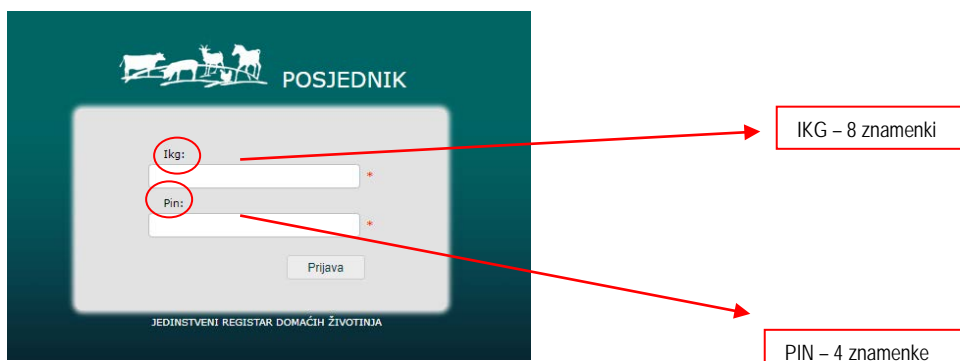 POSJEDNIK
IKG – 8 znamenki
Ikg:
*
Pin:
*
Prijava
JEDINSTVENI REGISTAR DOMAĆIH ŽIVOTINJA
PIN – 4 znamenke